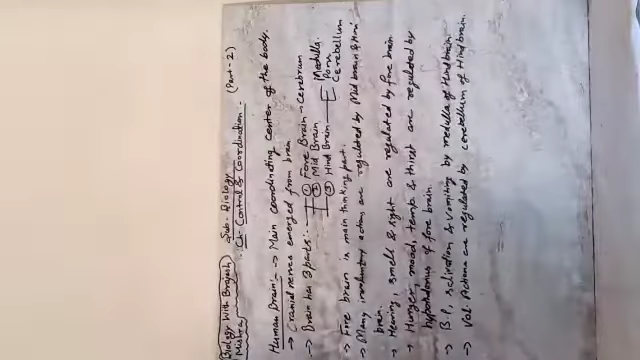 Biology With Brajesh Mishra
Sub- Biology
Ch- Control & Coordination. (Part-2)
Human Brain: -> Main coordinating center of the body.
-> Cranial nerves emerged from brain
-> Brain has 3 parts:- ① Fore Brain - Cerebrum
② Mid Brain
③ Hind Brain - Medulla.
Pons
Cerebellum
-> Fore brain is main thinking part.
-> Many involuntary actions are regulated by Mid brain & Hind
brain.
-> Hearing, smell & sight are regulated by fore brain.
-> Hunger, mood, temp. & thirst are regulated by
hypothalamus of fore brain.
-> B.P, salivation & vomiting by medulla of Hind brain
-> Vol. Actions are regulated by cerebellum of Hind brain.